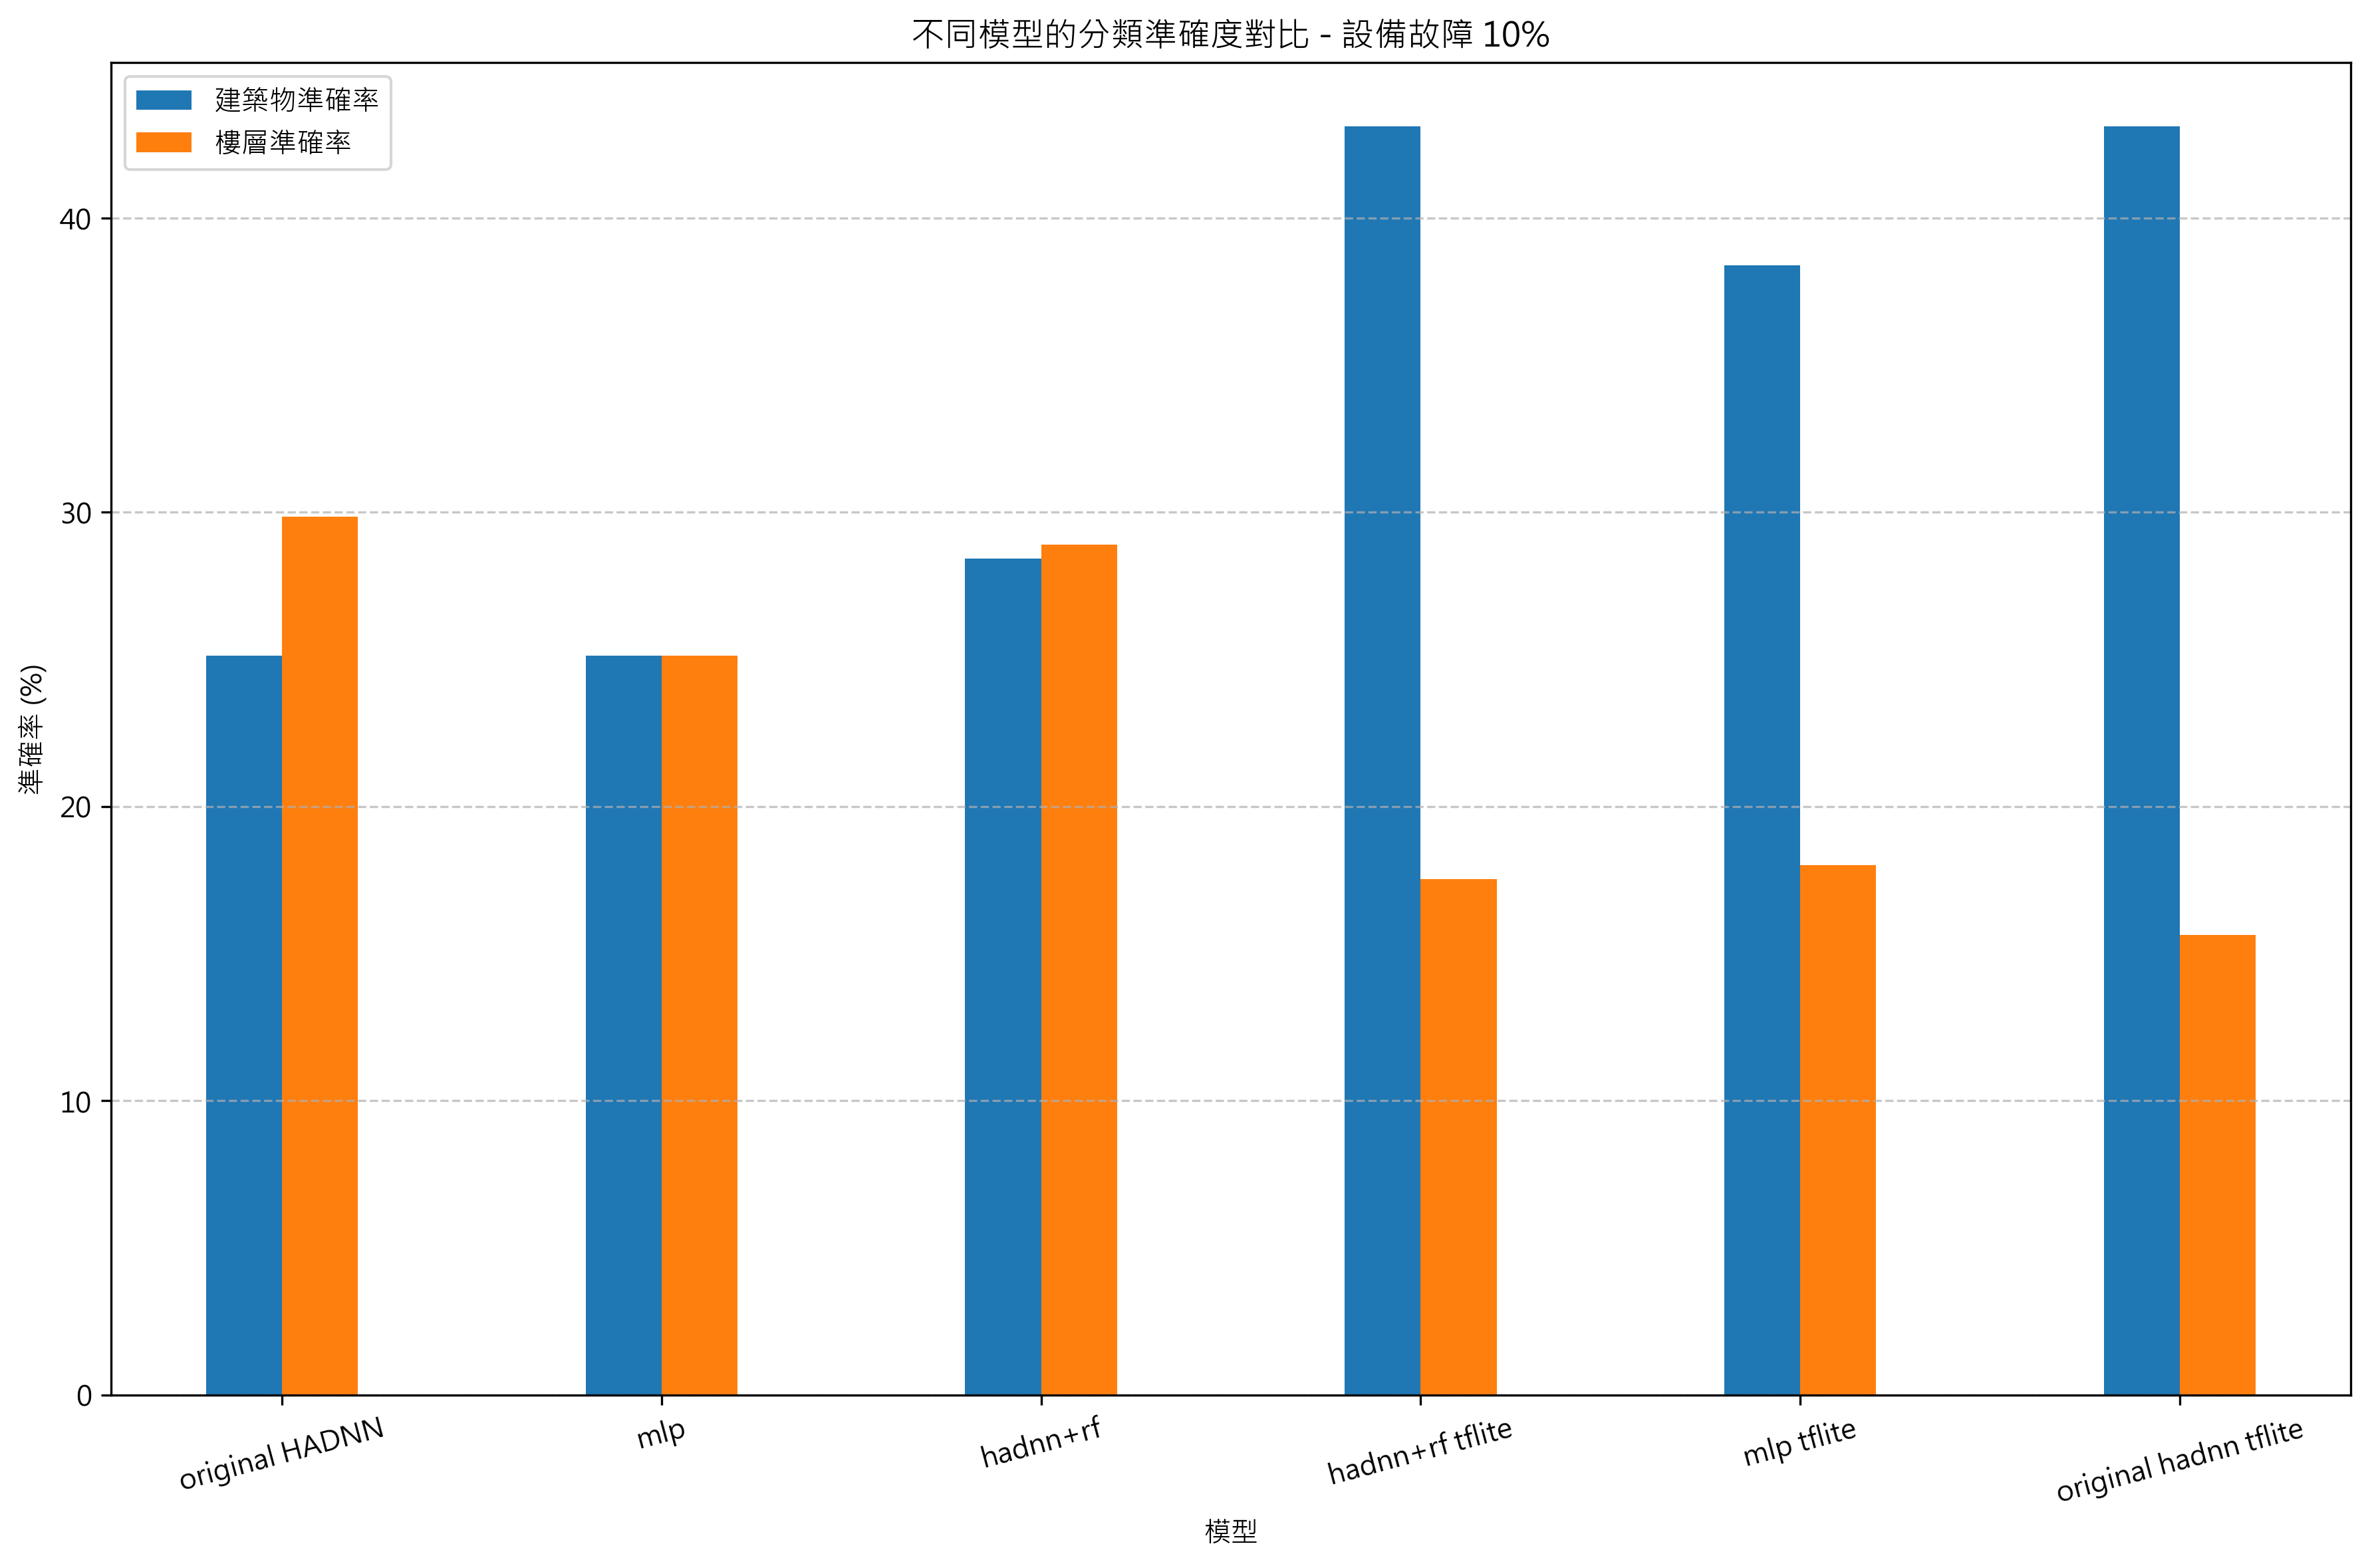 不同模型的分類準確度對比 - 設備故障 10%
建築物準確率
樓層準確率
準確率 (%)
40
30
20
10
0
original HADNN
mlp
hadnn+rf
hadnn+rf tflite
mlp tflite
original hadnn tflite
模型